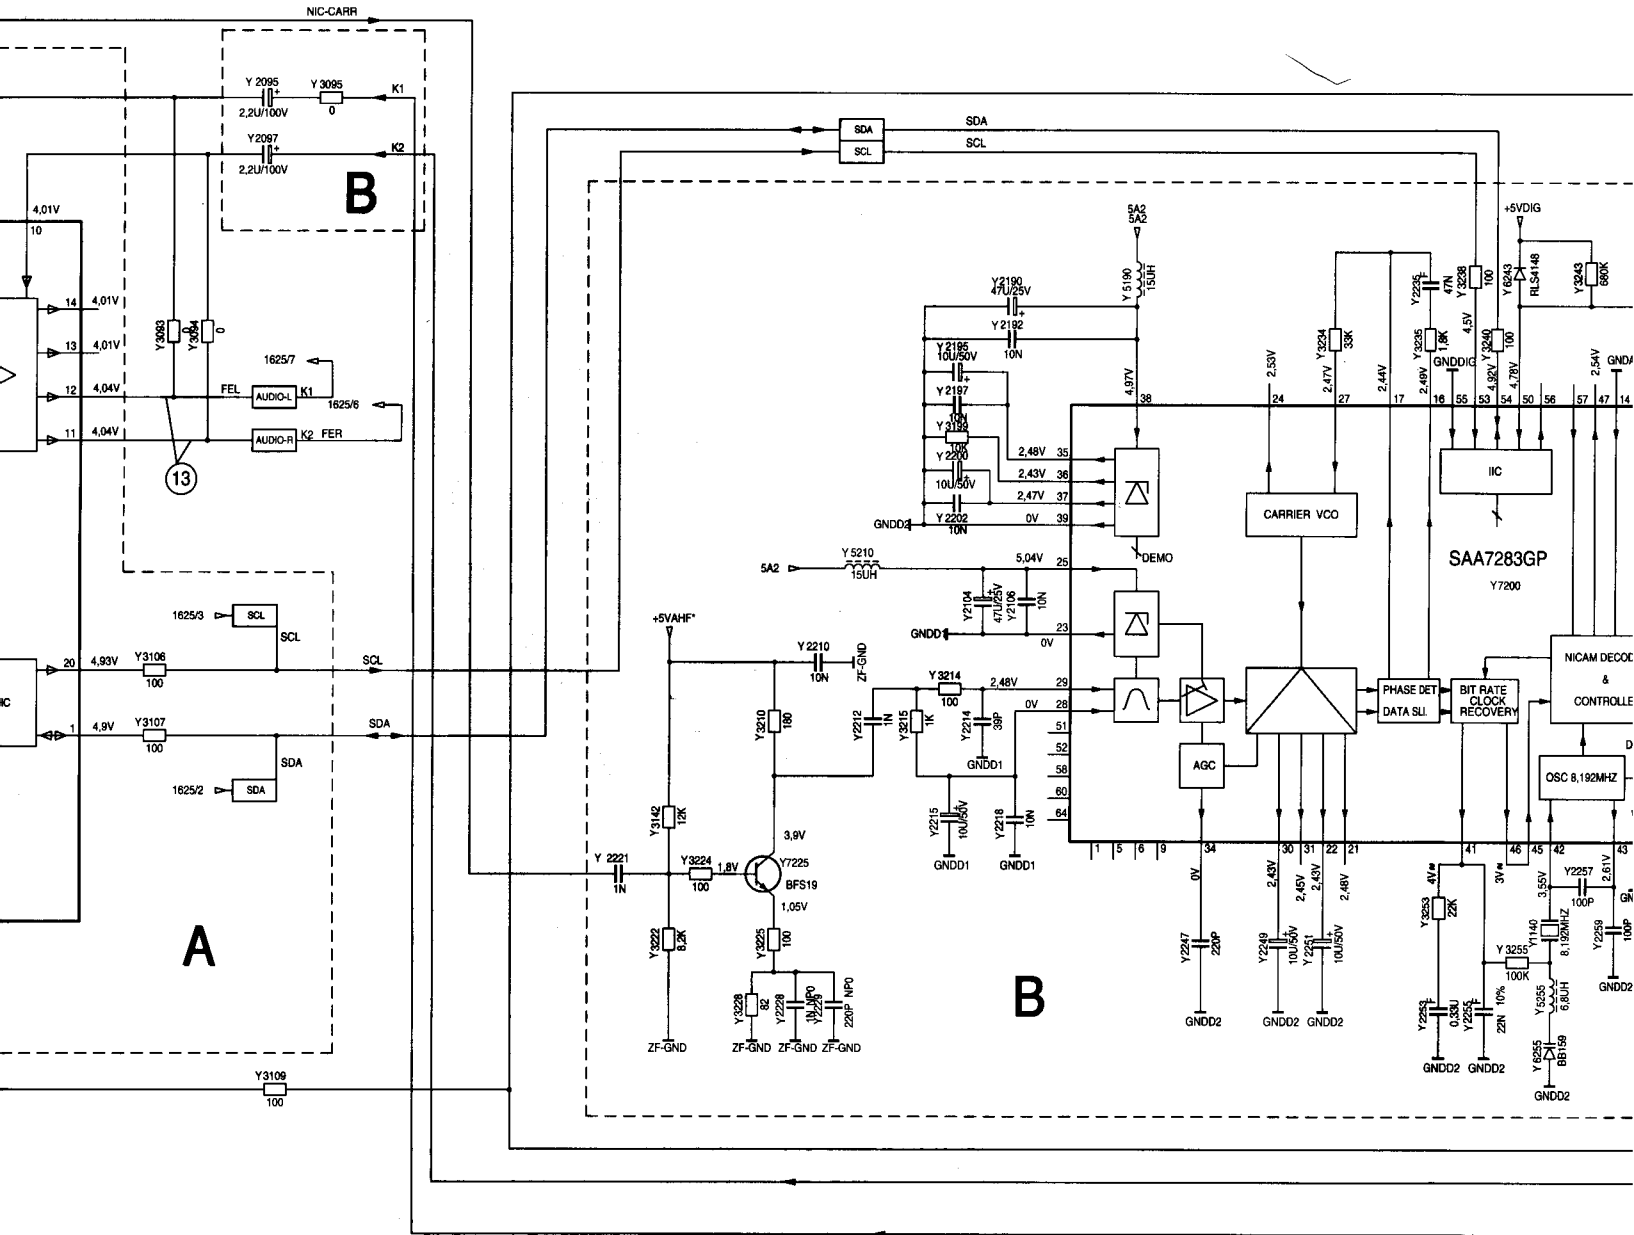 NIC-CARR
Y 2095
+
2,2U/100V
Y 3095
0
K1
Y2097
+
2,2U/100V
K2
B
4,01V
10
14 4,01V
13 4,01V
12 4,04V
11 4,04V
Y3093
0
Y3094
0
1625/7
FEL
AUDIO-L
K1
1625/6
AUDIO-R
K2 FER
13
1625/3
SCL
SCL
20 4,93V
Y3106
100
SCL
1 4,9V
Y3107
100
SDA
SDA
1625/2
SDA
A
Y3109
100
SDA
SDA
SCL
SCL
5A2
5A2
Y 5190
15UH
Y2190
47U/25V
+
Y 2192
10N
Y 2195
10U/50V
+
Y 2197
10N
Y 3199
10K
Y 2200
10U/50V
+
Y 2202
10N
GNDD2
4,97V
38
2,48V 35
2,43V 36
2,47V 37
0V 39
DEMO
5A2
Y 5210
15UH
5,04V 25
Y2104
47U/25V
+
Y2106
10N
GNDD1
23
0V
+5VAHF*
Y 2210
10N
ZF-GND
Y3210
180
Y2212
1N
Y3215
1K
Y 3214
100
2,48V 29
0V 28
Y2214
39P
GNDD1
51
52
58
60
64
Y2215
10U/50V
+
GNDD1
Y2218
10N
GNDD1
Y3142
12K
3,9V
Y 2221
1N
Y3224
100
1,8V
Y7225
BFS19
1,05V
Y3222
8,2K
Y3225
100
Y3228
82
Y2228
1N NP0
Y2229
220P NP0
ZF-GND
ZF-GND ZF-GND ZF-GND
B
2,53V
24
Y3234
33K
2,47V
27
2,44V
17
Y2235
47N
Y3235
1,8K
2,49V
16
GNDDIG
55
Y3238
100
4,5V
53
Y3240
100
4,92V
54
+5VDIG
Y 6243
RLS4148
4,78V
50
Y3243
680K
56
57
2,54V
47
GNDA
14
IIC
CARRIER VCO
SAA7283GP
Y7200
NICAM DECOD
&
CONTROLLE
PHASE DET
DATA SLI.
BIT RATE
CLOCK
RECOVERY
AGC
OSC 8,192MHZ
1 5 6 9
34
30 31 22 21
41
46 45 42
43
0V
2,43V
2,45V
2,43V
2,48V
Y2247
220P
GNDD2
Y2249
10U/50V
+
GNDD2
Y2251
10U/50V
+
GNDD2
Y3253
22K
Y2253
0,33U
GNDD2
Y2255
22N 10%
GNDD2
Y 3255
100K
3,55V
Y2257
100P
2,61V
Y1140
8,192MHZ
Y5255
6,8UH
Y 6255
BB159
GNDD2
Y2259
100P
GNDD2